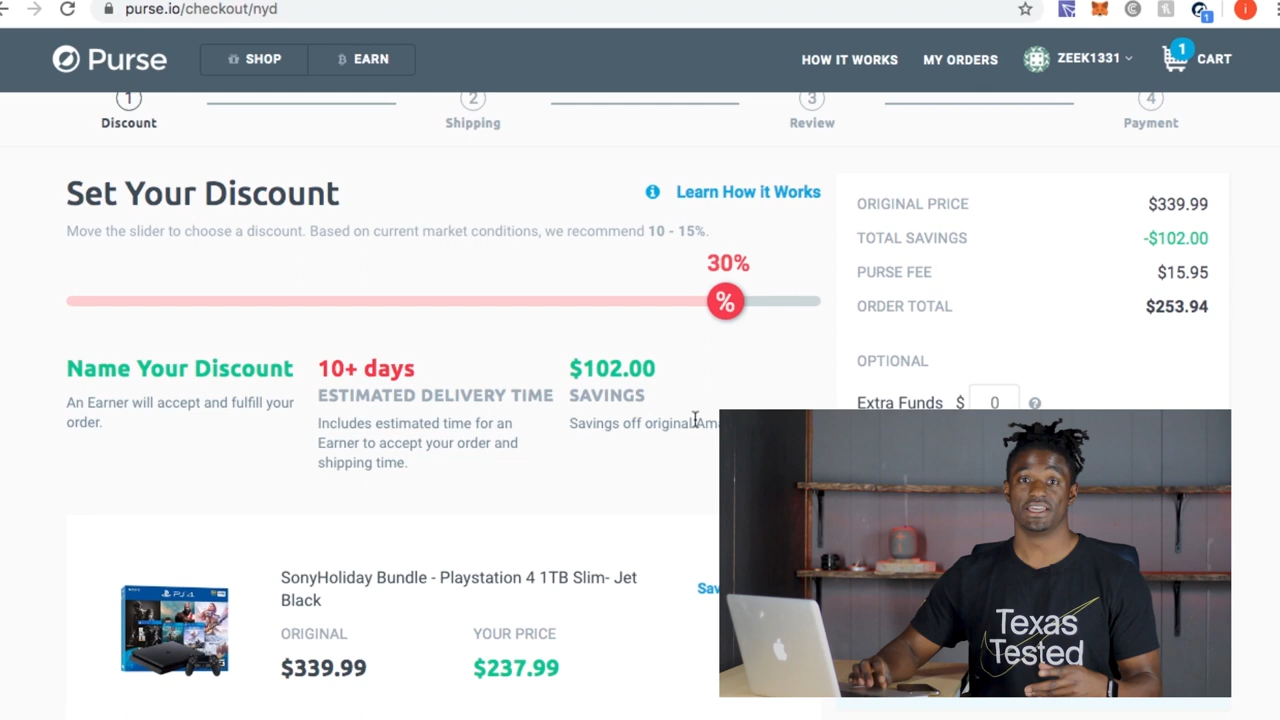 purse.io/checkout/nyd
1
i
Purse
SHOP
EARN
HOW IT WORKS
MY ORDERS
ZEEK1331
1
CART
1
2
3
4
Discount
Shipping
Review
Payment
Set Your Discount
Learn How it Works
Move the slider to choose a discount. Based on current market conditions, we recommend 10 - 15%.
30%
%
ORIGINAL PRICE
$339.99
TOTAL SAVINGS
-$102.00
PURSE FEE
$15.95
ORDER TOTAL
$253.94
OPTIONAL
Extra Funds $ 0 ?
Name Your Discount
An Earner will accept and fulfill your
order.
10+ days
ESTIMATED DELIVERY TIME
Includes estimated time for an
Earner to accept your order and
shipping time.
$102.00
SAVINGS
Savings off original
SonyHoliday Bundle - Playstation 4 1TB Slim- Jet
Black
ORIGINAL
YOUR PRICE
$339.99
$237.99
PS4
Texas
Tested